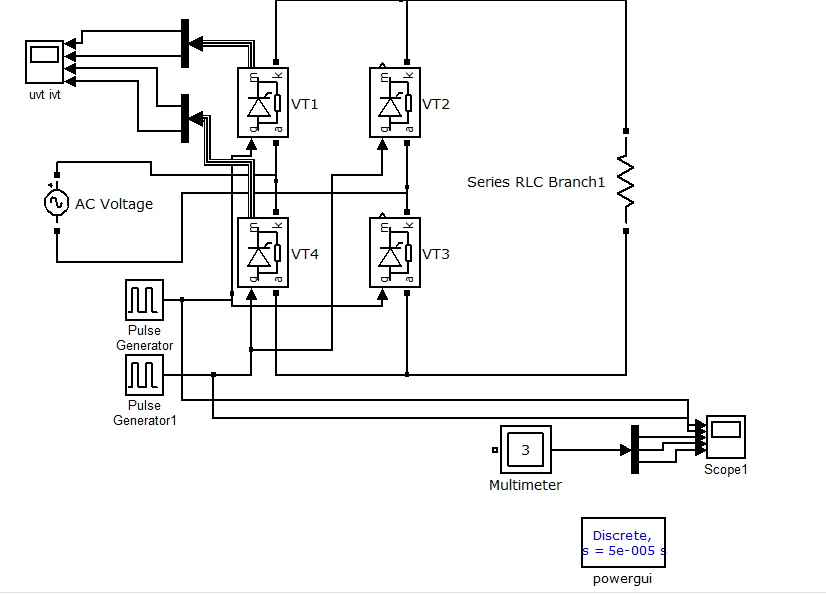 m
k
g
a
VT1
m
k
g
a
VT2
uvt ivt
Series RLC Branch1
AC Voltage
m
k
g
a
VT4
m
k
g
a
VT3
Pulse
Generator
Pulse
Generator1
3
Multimeter
Scope1
Discrete,
s = 5e-005 s
powergui